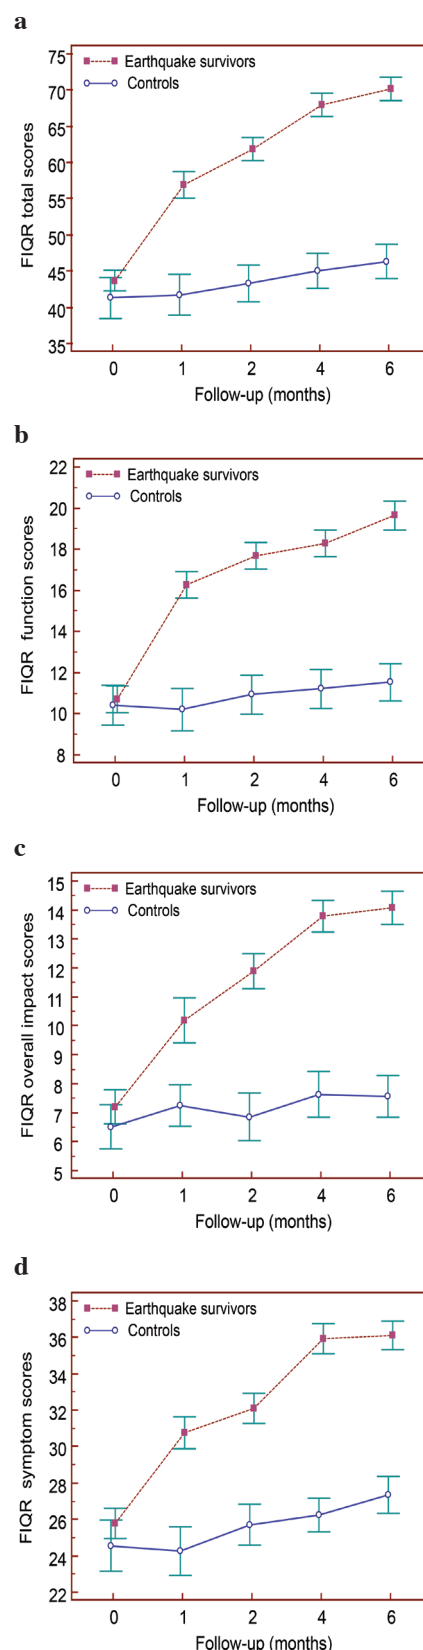 a
75
70
65
60
55
50
45
40
35
FIQR total scores
Earthquake survivors
Controls
0 1 2 4 6
Follow-up (months)
b
22
20
18
16
14
12
10
8
FIQR function scores
Earthquake survivors
Controls
0 1 2 4 6
Follow-up (months)
c
15
14
13
12
11
10
9
8
7
6
5
FIQR overall impact scores
Earthquake survivors
Controls
0 1 2 4 6
Follow-up (months)
d
38
36
34
32
30
28
26
24
22
FIQR symptom scores
Earthquake survivors
Controls
0 1 2 4 6
Follow-up (months)